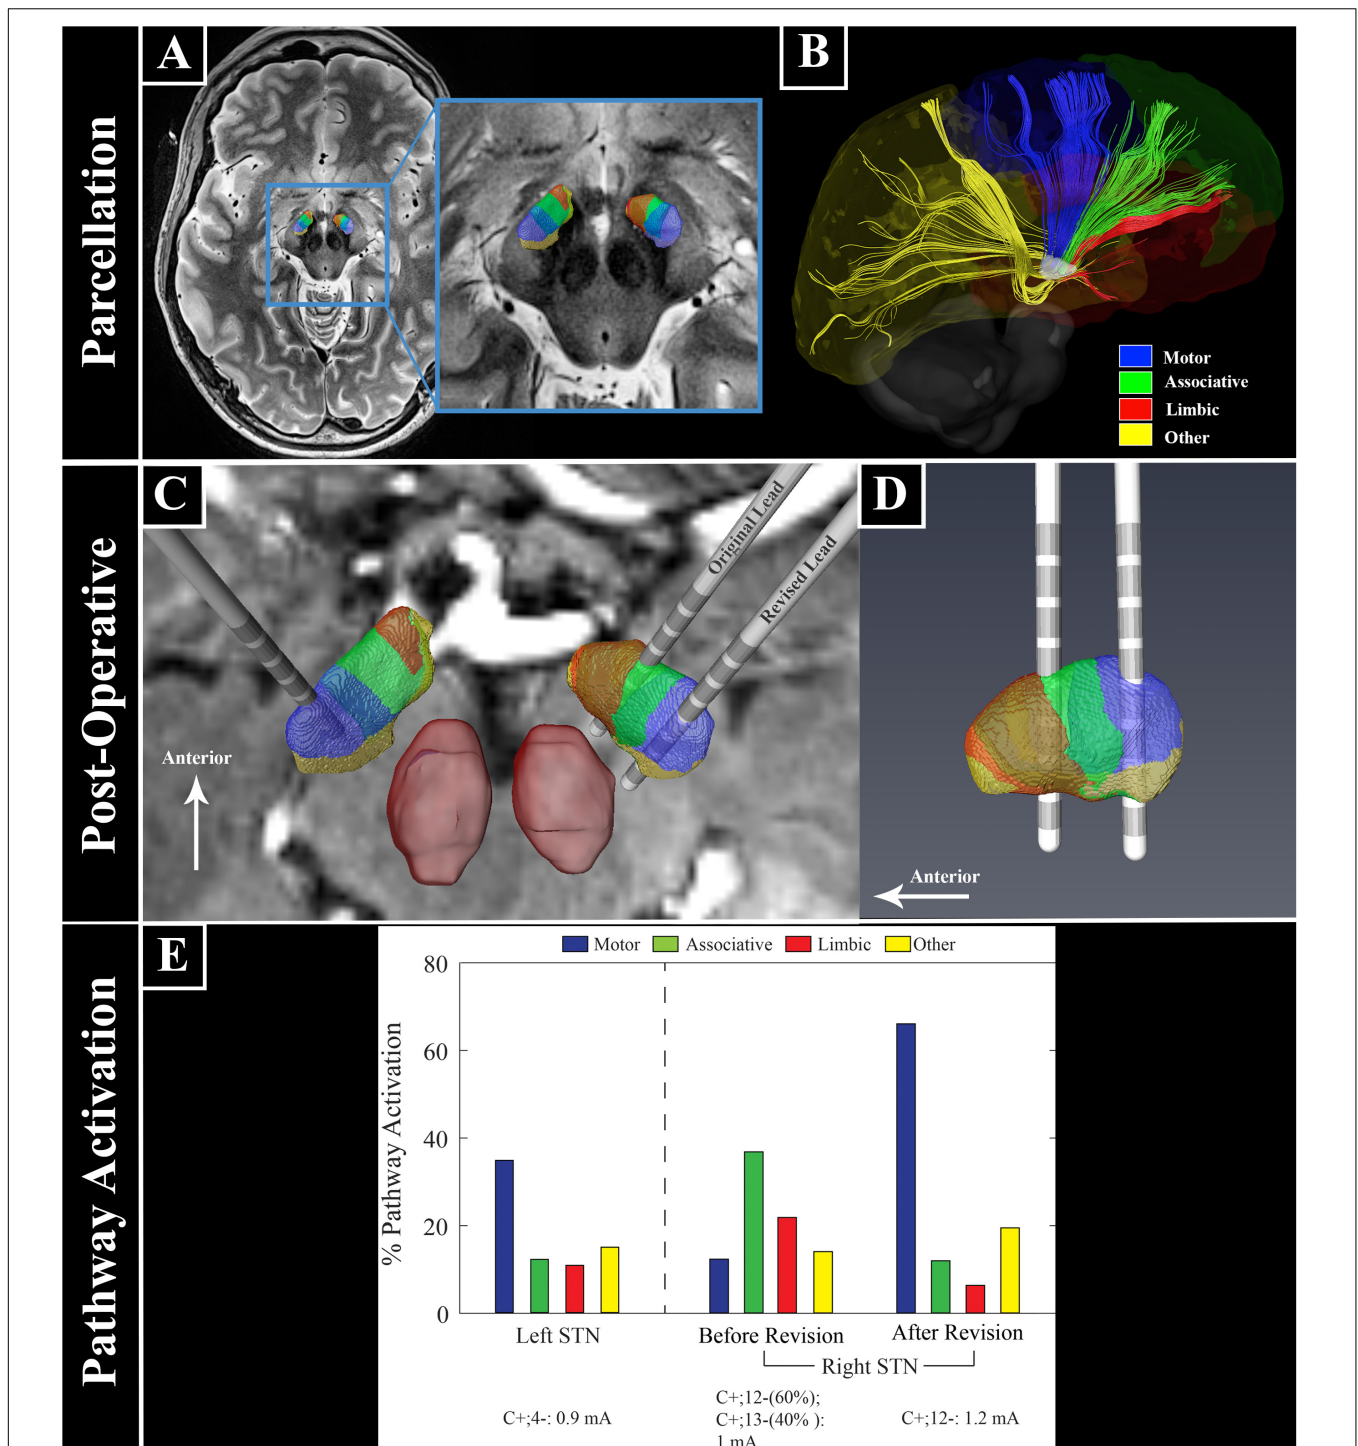 Parcellation
A
B
Motor
Associative
Limbic
Other
Post-Operative
C
Original Lead
Revised Lead
Anterior
D
Anterior
Pathway Activation
E
Motor Associative Limbic Other
% Pathway Activation
80
60
40
20
0
Left STN
Before Revision
After Revision
Right STN
C+;4-: 0.9 mA
C+;12-(60%);
C+;13-(40% ):
1 mA
C+;12-: 1.2 mA